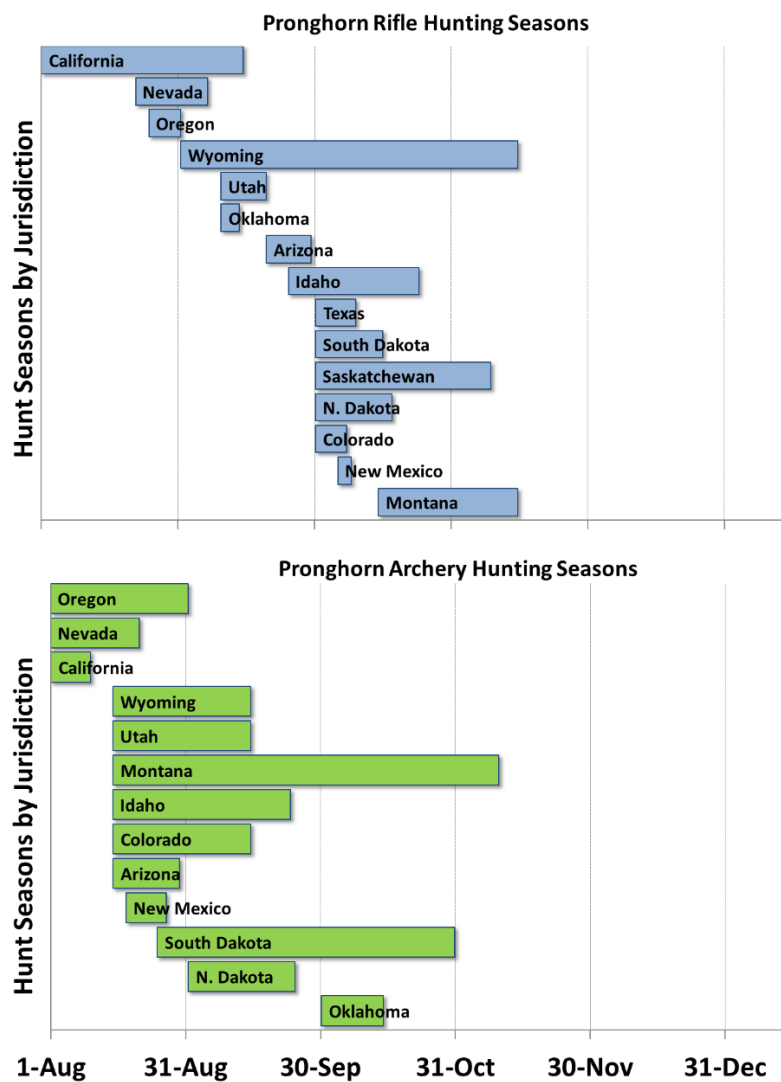 Pronghorn Rifle Hunting Seasons
Hunt Seasons by Jurisdiction
California
Nevada
Oregon
Wyoming
Utah
Oklahoma
Arizona
Idaho
Texas
South Dakota
Saskatchewan
N. Dakota
Colorado
New Mexico
Montana
Pronghorn Archery Hunting Seasons
Hunt Seasons by Jurisdiction
Oregon
Nevada
California
Wyoming
Utah
Montana
Idaho
Colorado
Arizona
New Mexico
South Dakota
N. Dakota
Oklahoma
1-Aug 31-Aug 30-Sep 31-Oct 30-Nov 31-Dec